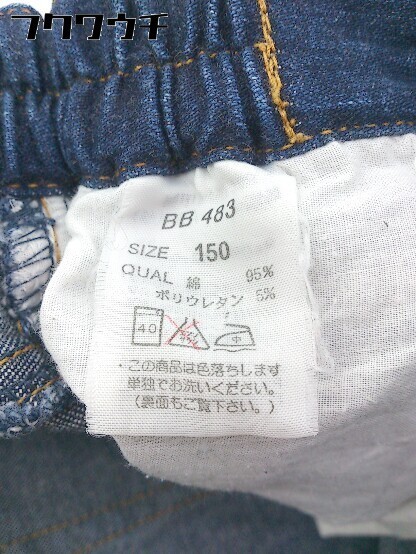 フクウクチ
BB 483
SIZE 150
QUAL 綿 95%
ポリウレタン 5%
40 中
・この商品は色落ちします
単独でお洗いください。
(裏面もご覧下さい。)